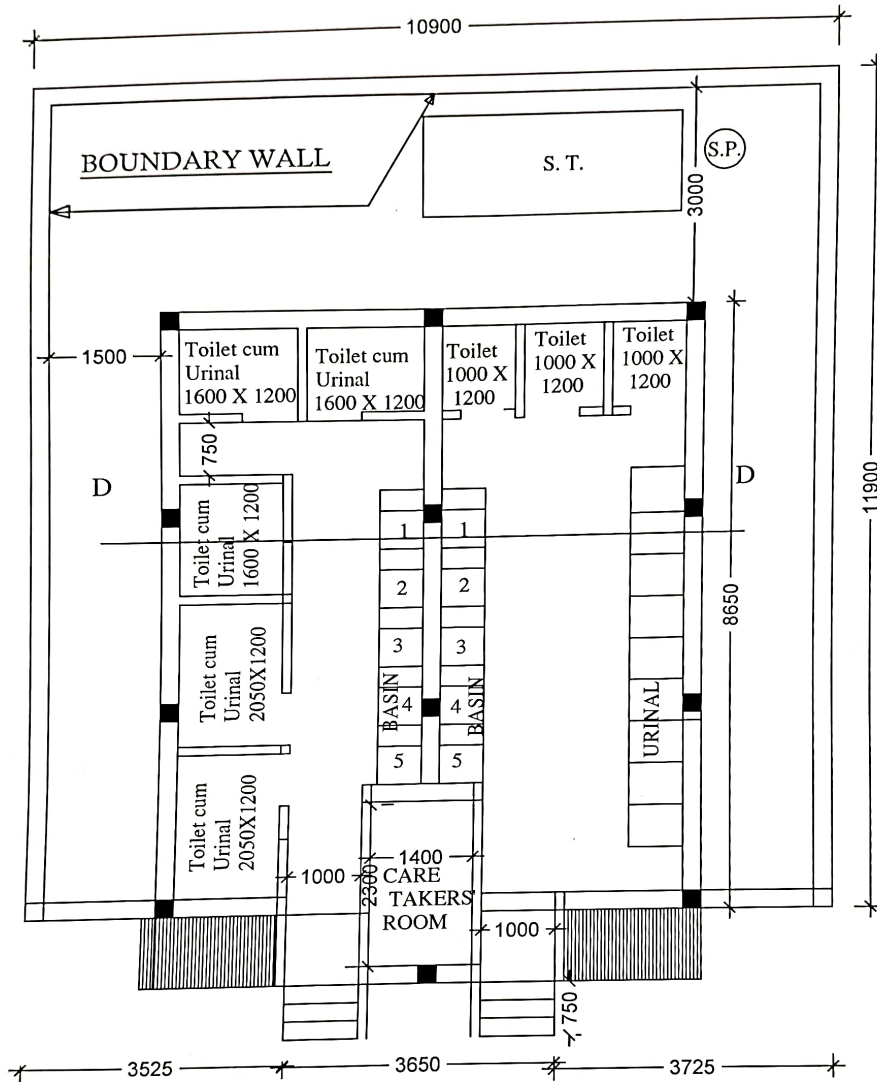 10900
BOUNDARY WALL
S. T.
S.P.
3000
1500
Toilet cum
Urinal
1600 X 1200
Toilet cum
Urinal
1600 X 1200
Toilet
1000 X
1200
Toilet
1000 X
1200
Toilet
1000 X
1200
750
D
D
11900
Toilet cum
Urinal
1600 X 1200
1
1
2
2
3
3
4
4
5
5
BASIN
BASIN
8650
Toilet cum
Urinal
2050X1200
URINAL
Toilet cum
Urinal
2050X1200
1000
2300
1400
CARE
TAKERS'
ROOM
1000
750
3525
3650
3725